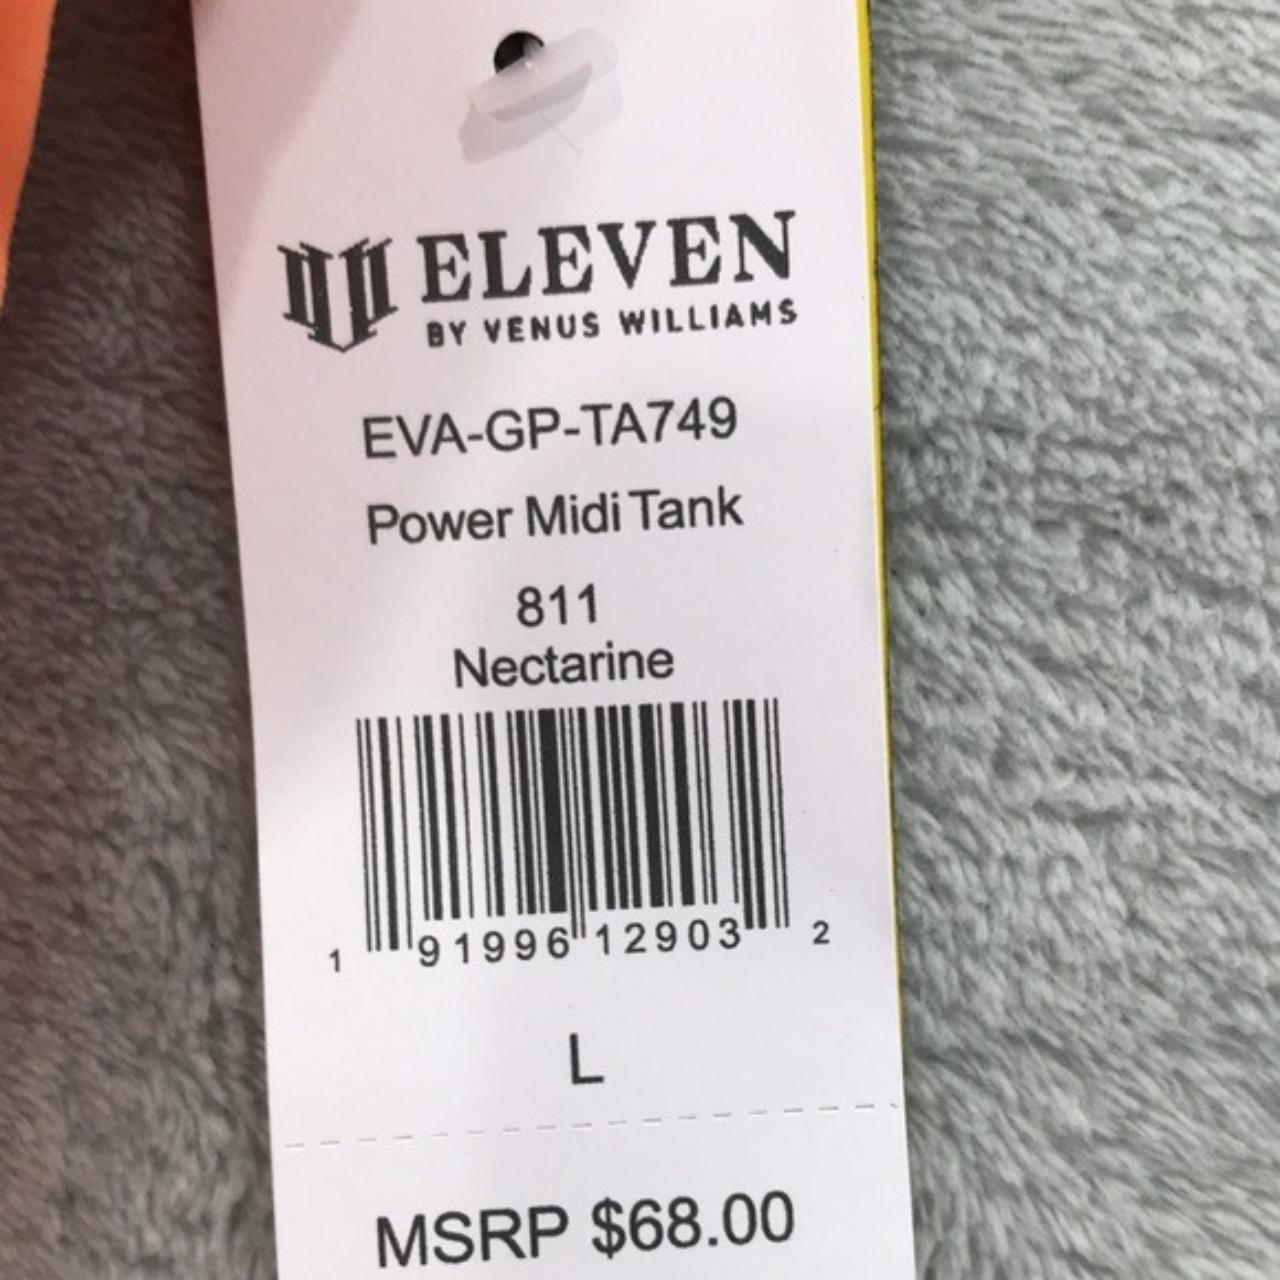 ELEVEN
BY VENUS WILLIAMS
EVA-GP-TA749
Power Midi Tank
811
Nectarine
1 91996 12903 2
L
MSRP $68.00